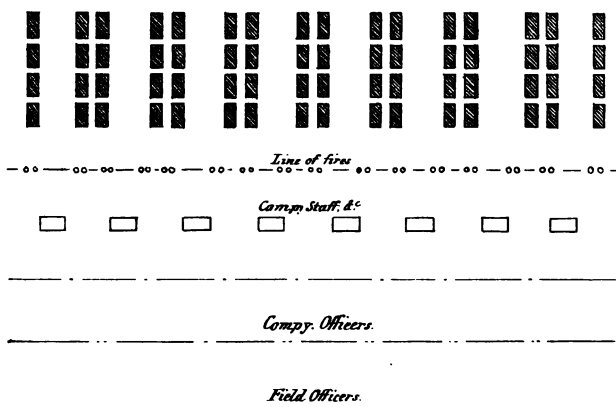 Line of fires
Camp, Staff, &c
Compy. Officers.
Field Officers.